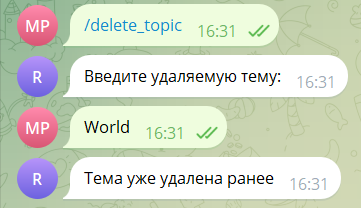 MP /delete_topic 16:31
R Введите удаляемую тему: 16:31
MP World 16:31
R Тема уже удалена ранее 16:31